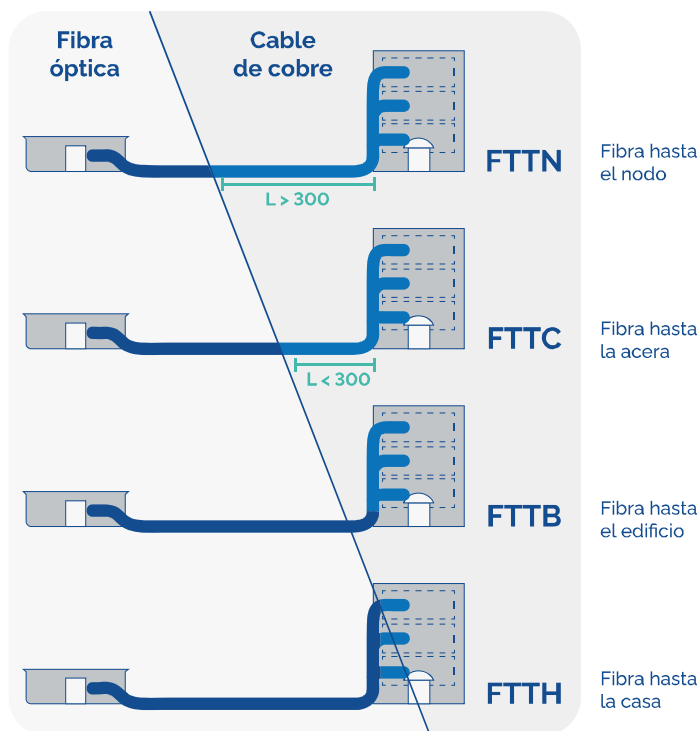 Fibra
óptica
Cable
de cobre
FTTN
Fibra hasta
el nodo
L > 300
FTTC
Fibra hasta
la acera
L < 300
FTTB
Fibra hasta
el edificio
FTTH
Fibra hasta
la casa